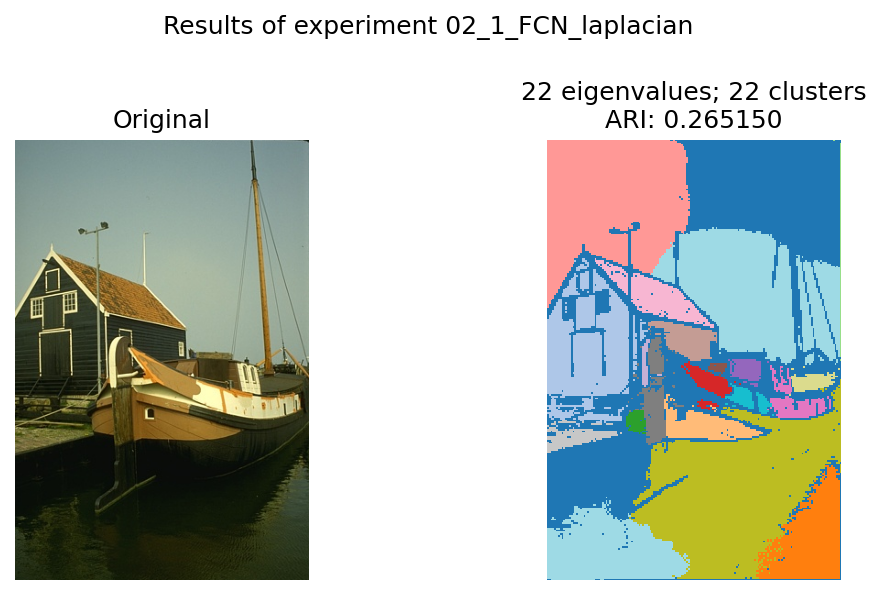 Results of experiment 02_1_FCN_laplacian
Original
22 eigenvalues; 22 clusters
ARI: 0.265150